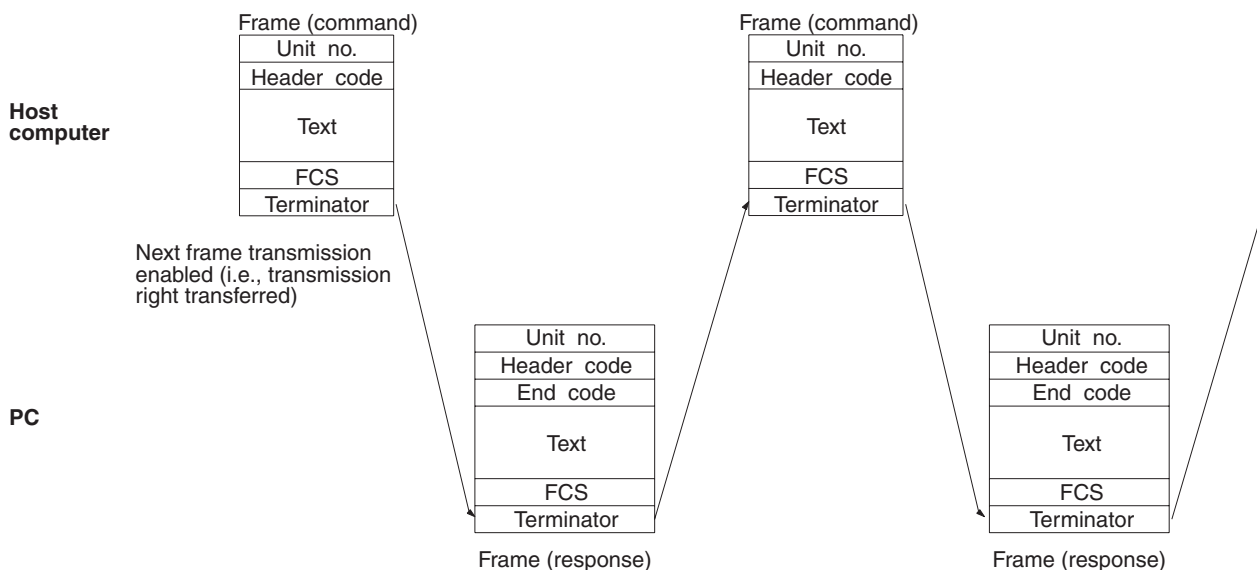 Frame (command)
Unit no.
Header code
Text
FCS
Terminator
Frame (command)
Unit no.
Header code
Text
FCS
Terminator
Host
computer
Next frame transmission
enabled (i.e., transmission
right transferred)
PC
Unit no.
Header code
End code
Text
FCS
Terminator
Frame (response)
Unit no.
Header code
End code
Text
FCS
Terminator
Frame (response)